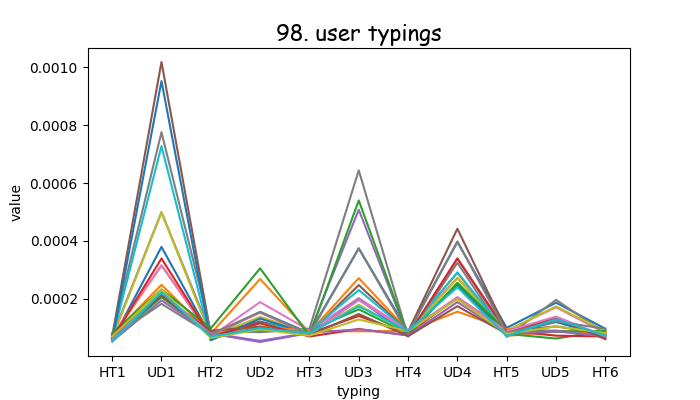 98. user typings
0.0010
0.0008
0.0006
0.0004
0.0002
value
HT1 UD1 HT2 UD2 HT3 UD3 HT4 UD4 HT5 UD5 HT6
typing